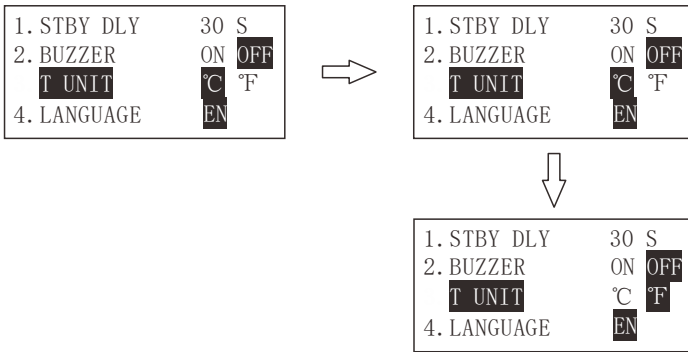 1.STBY DLY 30 S
2.BUZZER ON OFF
T UNIT ℃ ℉
4.LANGUAGE EN
1.STBY DLY 30 S
2.BUZZER ON OFF
T UNIT ℃ ℉
4.LANGUAGE EN
1.STBY DLY 30 S
2.BUZZER ON OFF
T UNIT ℃ ℉
4.LANGUAGE EN